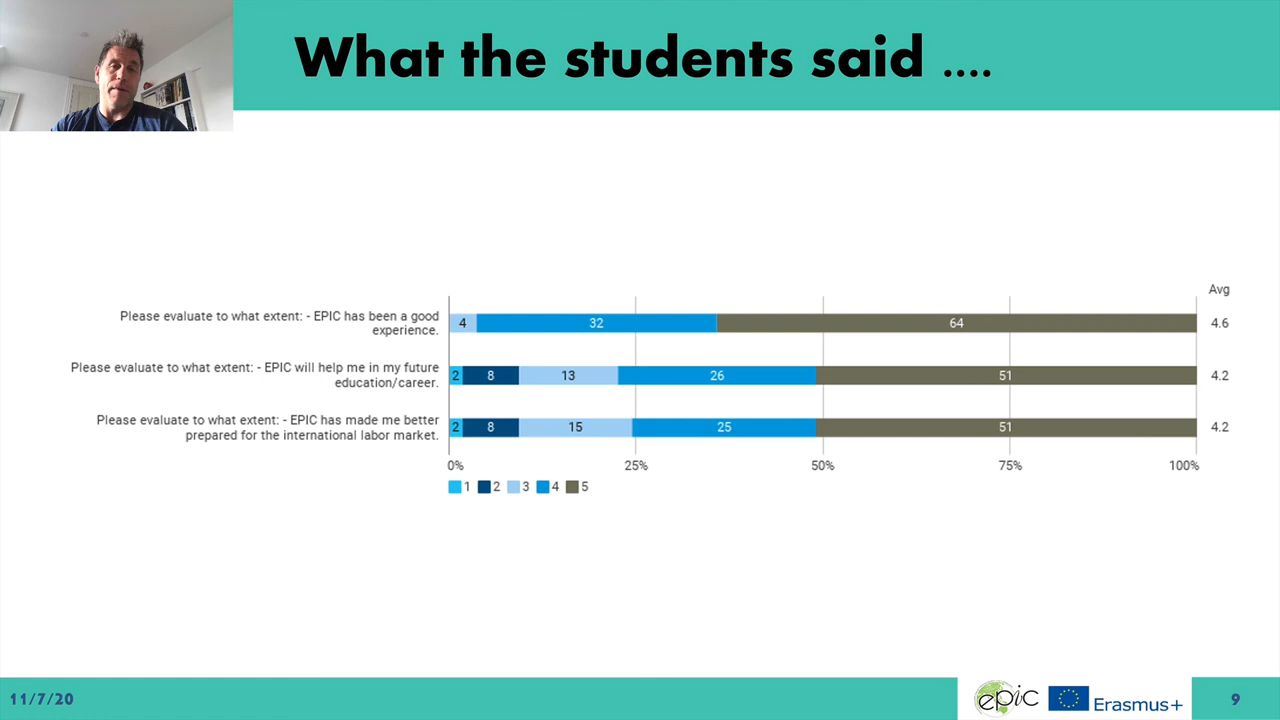 What the students said ....
Avg
Please evaluate to what extent: - EPIC has been a good
experience.
4 32 64 4.6
Please evaluate to what extent: - EPIC will help me in my future
education/career.
2 8 13 26 51 4.2
Please evaluate to what extent: - EPIC has made me better
prepared for the international labor market.
2 8 15 25 51 4.2
0% 25% 50% 75% 100%
1 2 3 4 5
11/7/20 epic Erasmus+ 9